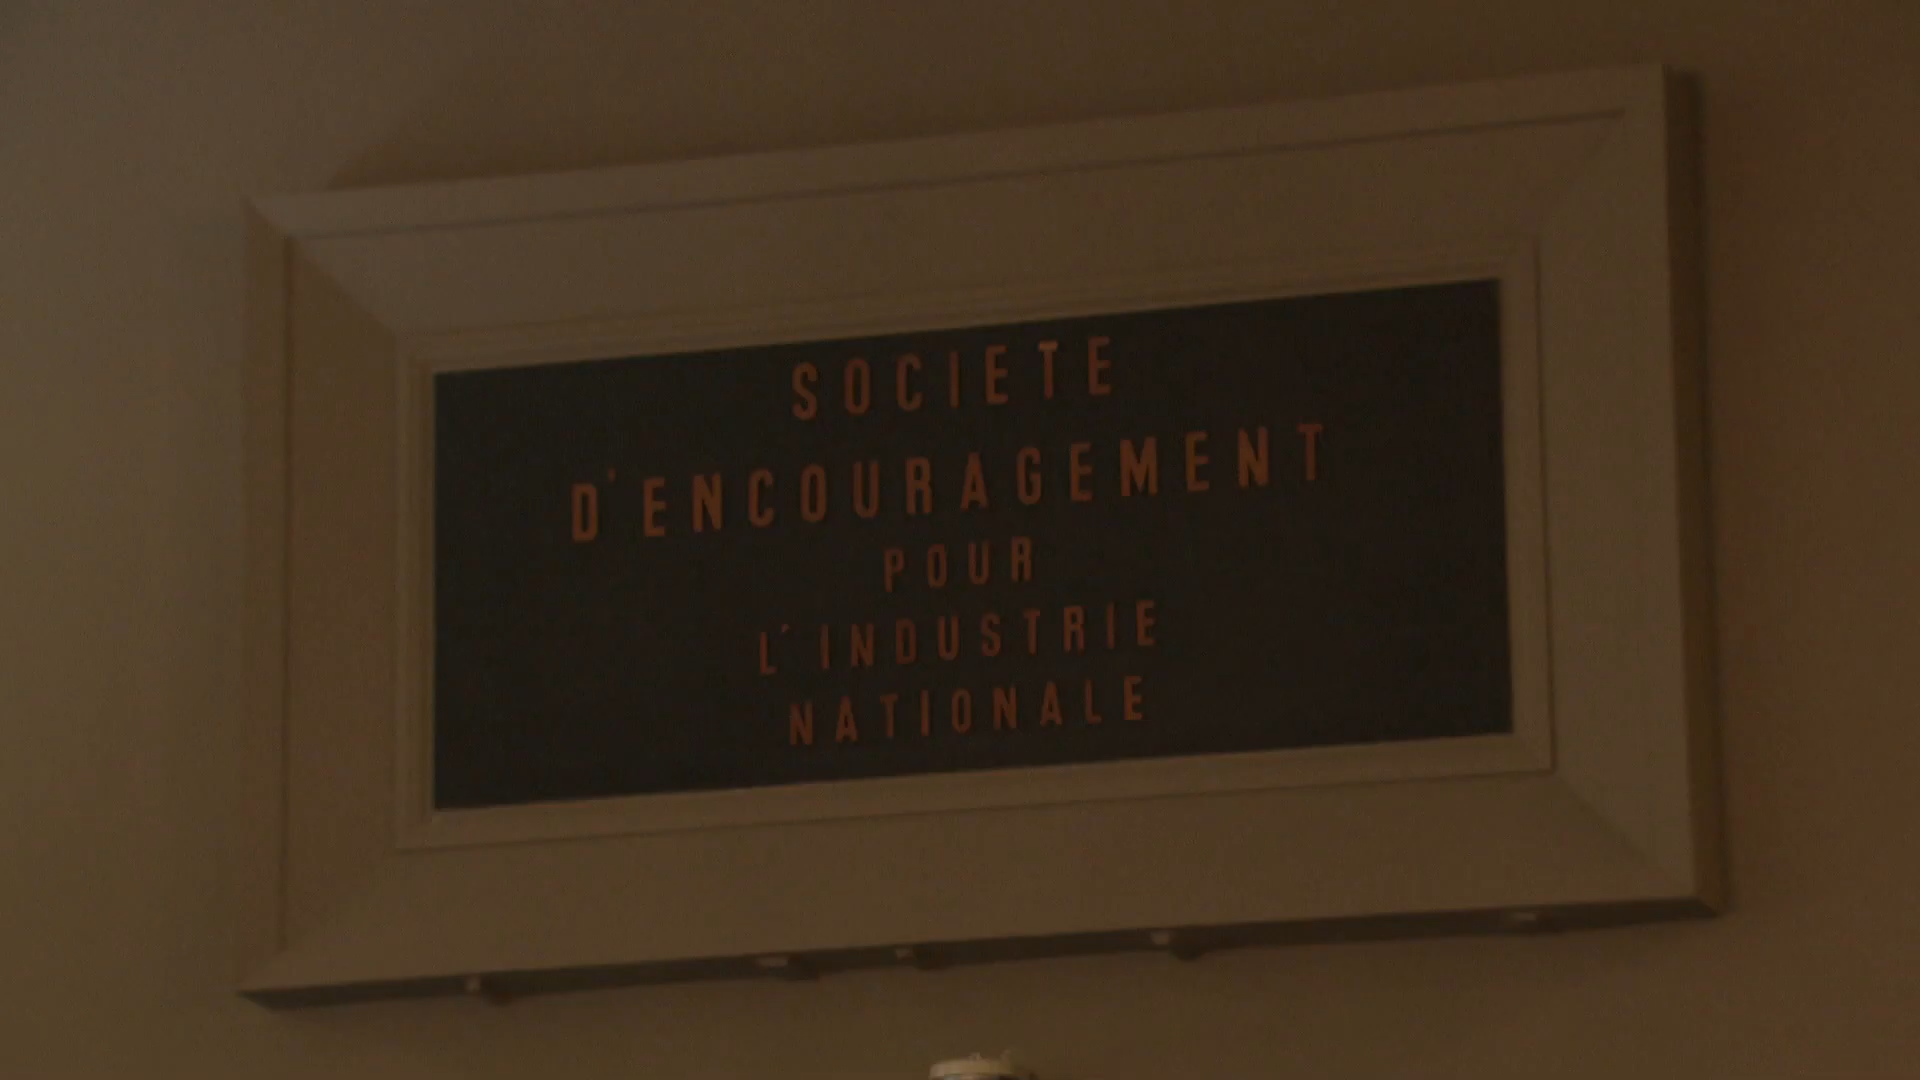 SOCIETE
D'ENCOURAGEMENT
POUR
L'INDUSTRIE
NATIONALE